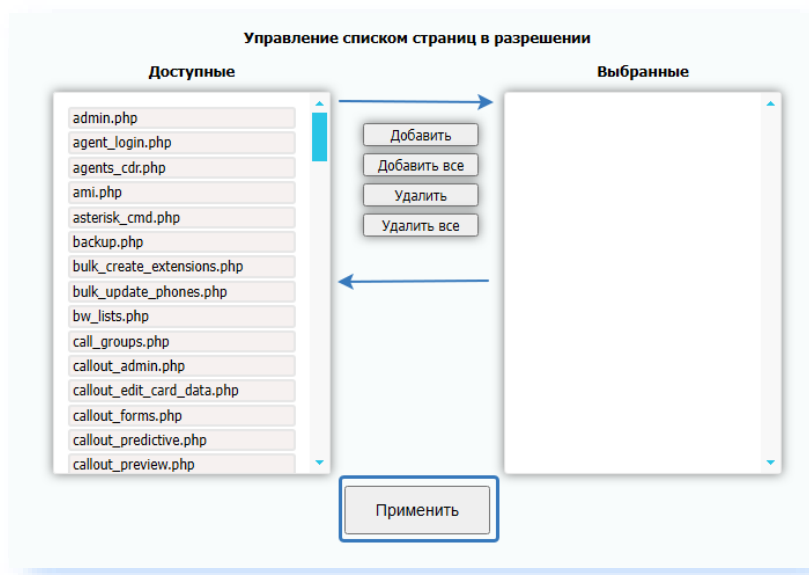 Управление списком страниц в разрешении
Доступные
Выбранные
admin.php
agent_login.php
agents_cdr.php
ami.php
asterisk_cmd.php
backup.php
bulk_create_extensions.php
bulk_update_phones.php
bw_lists.php
call_groups.php
callout_admin.php
callout_edit_card_data.php
callout_forms.php
callout_predictive.php
callout_preview.php
Добавить
Добавить все
Удалить
Удалить все
Применить